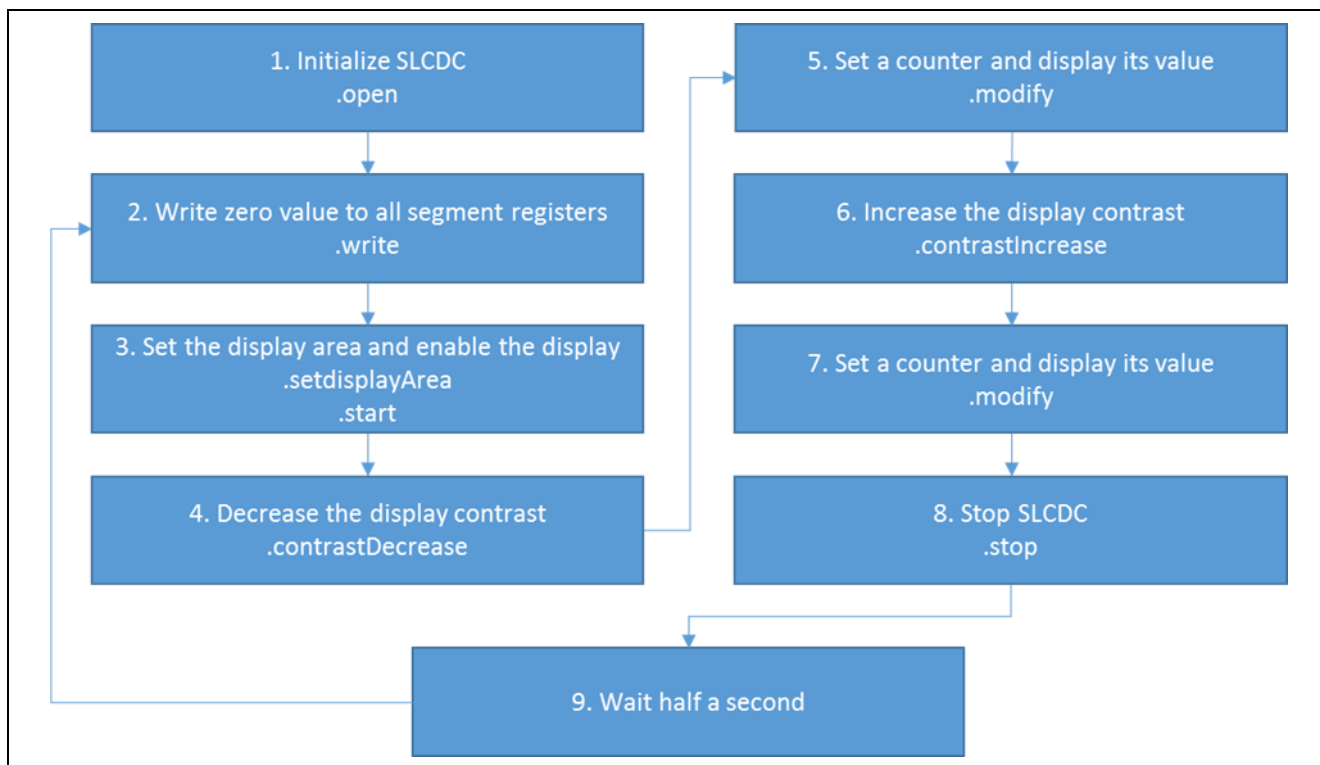 1. Initialize SLCDC
.open
2. Write zero value to all segment registers
.write
3. Set the display area and enable the display
.setdisplayArea
.start
4. Decrease the display contrast
.contrastDecrease
5. Set a counter and display its value
.modify
6. Increase the display contrast
.contrastIncrease
7. Set a counter and display its value
.modify
8. Stop SLCDC
.stop
9. Wait half a second